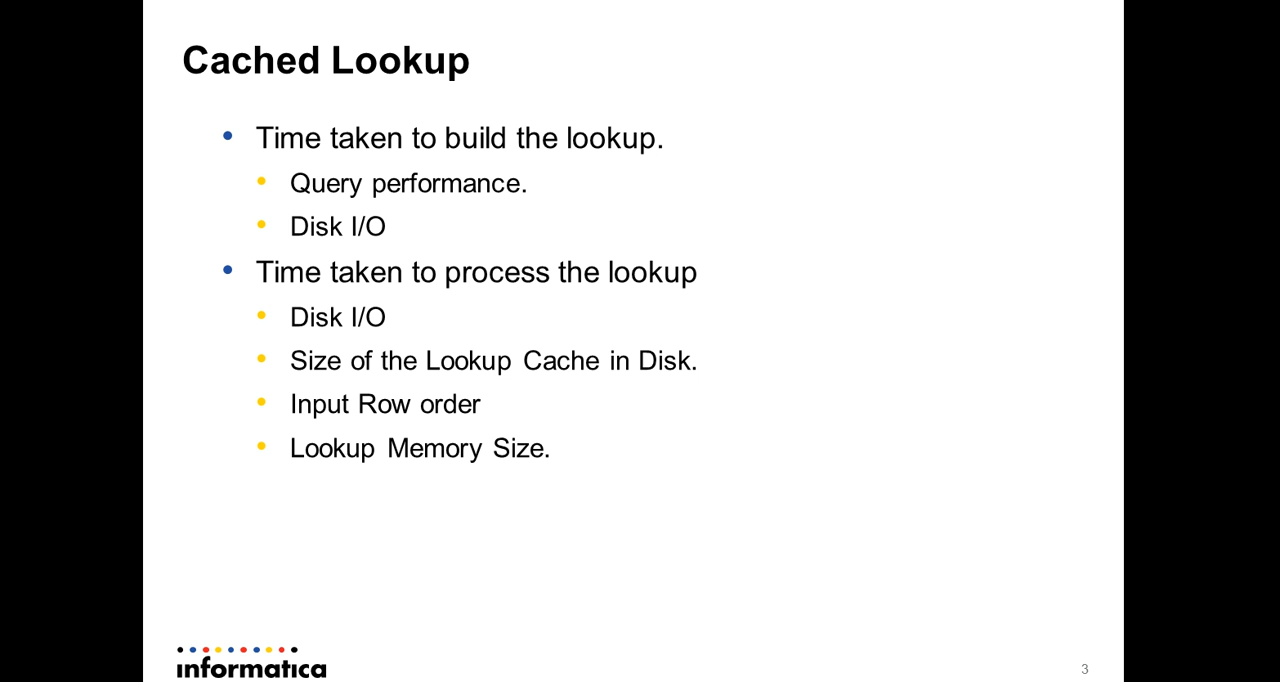 Cached Lookup
• Time taken to build the lookup.
• Query performance.
• Disk I/O
• Time taken to process the lookup
• Disk I/O
• Size of the Lookup Cache in Disk.
• Input Row order
• Lookup Memory Size.
informatica
3